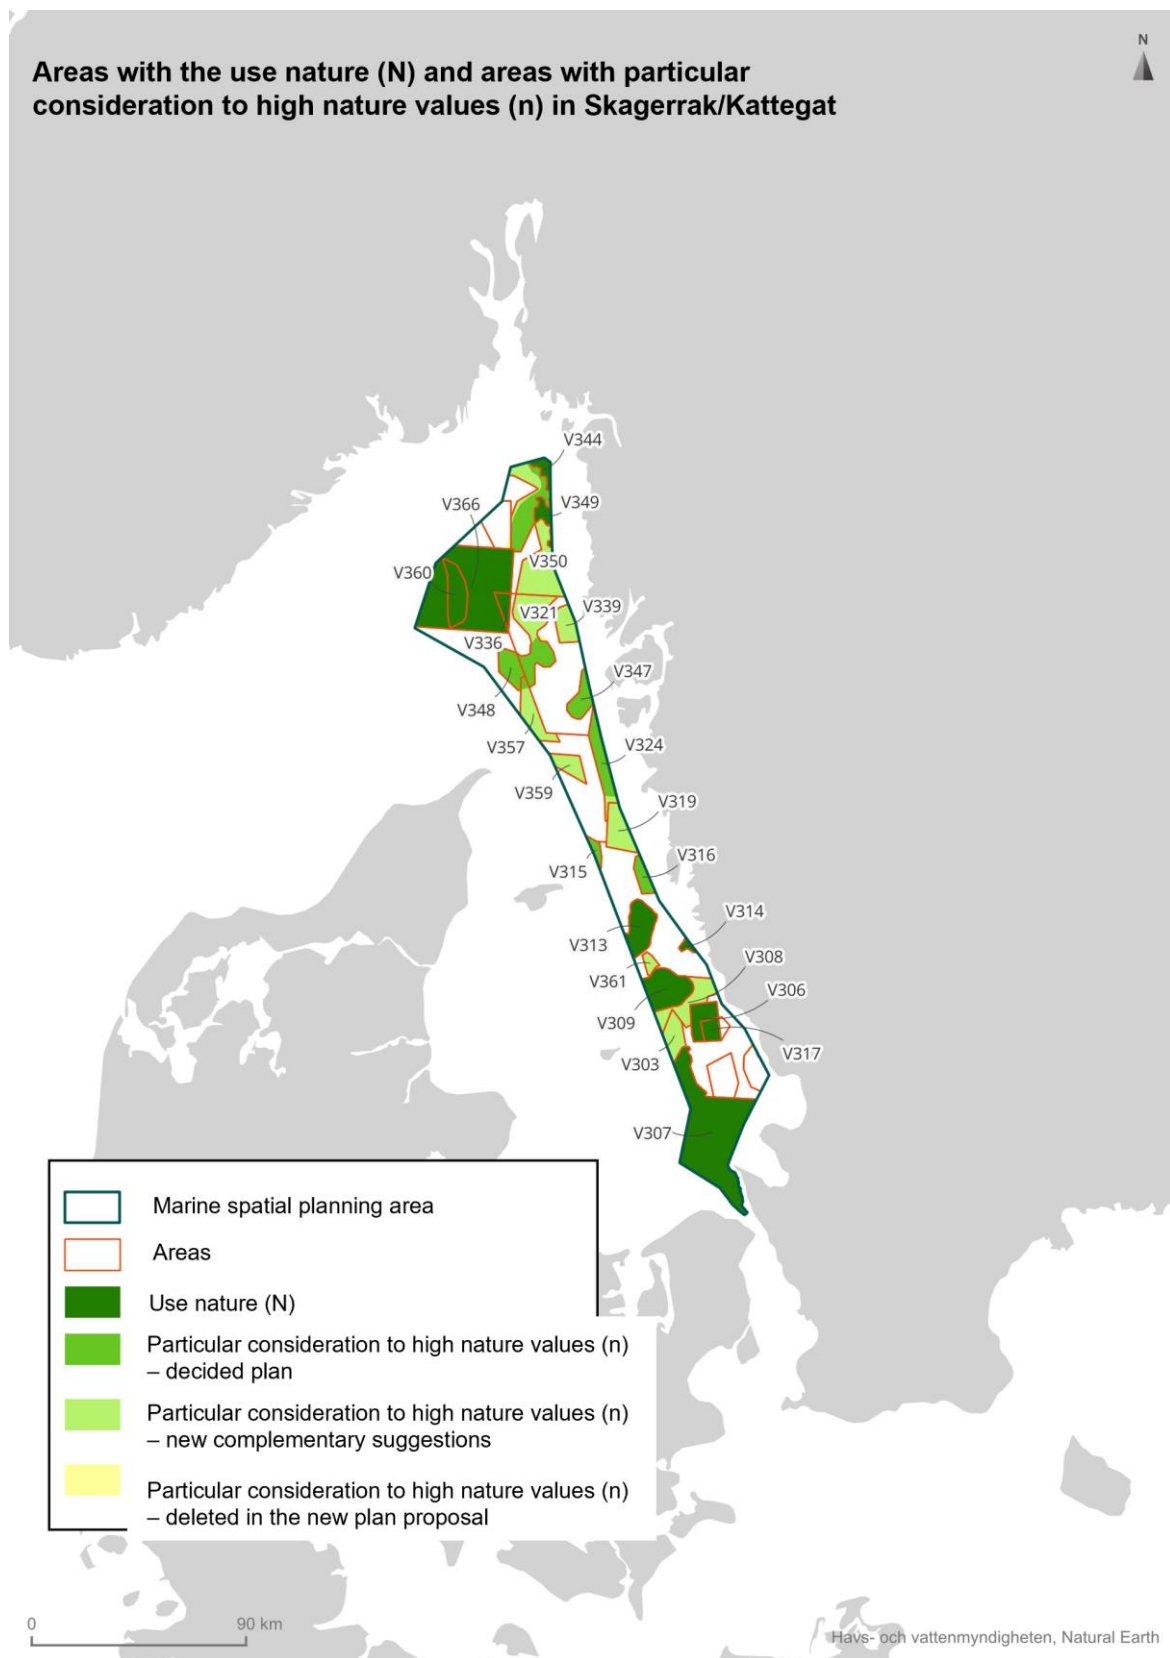 N
Areas with the use nature (N) and areas with particular
consideration to high nature values (n) in Skagerrak/Kattegat
V344
V366
V349
V350
V360
V321
V339
V336
V347
V348
V357
V324
V359
V319
V315
V316
V314
V313
V308
V361
V306
V309
V317
V303
V307
Marine spatial planning area
Areas
Use nature (N)
Particular consideration to high nature values (n)
– decided plan
Particular consideration to high nature values (n)
– new complementary suggestions
Particular consideration to high nature values (n)
– deleted in the new plan proposal
0 90 km
Havs- och vattenmyndigheten, Natural Earth